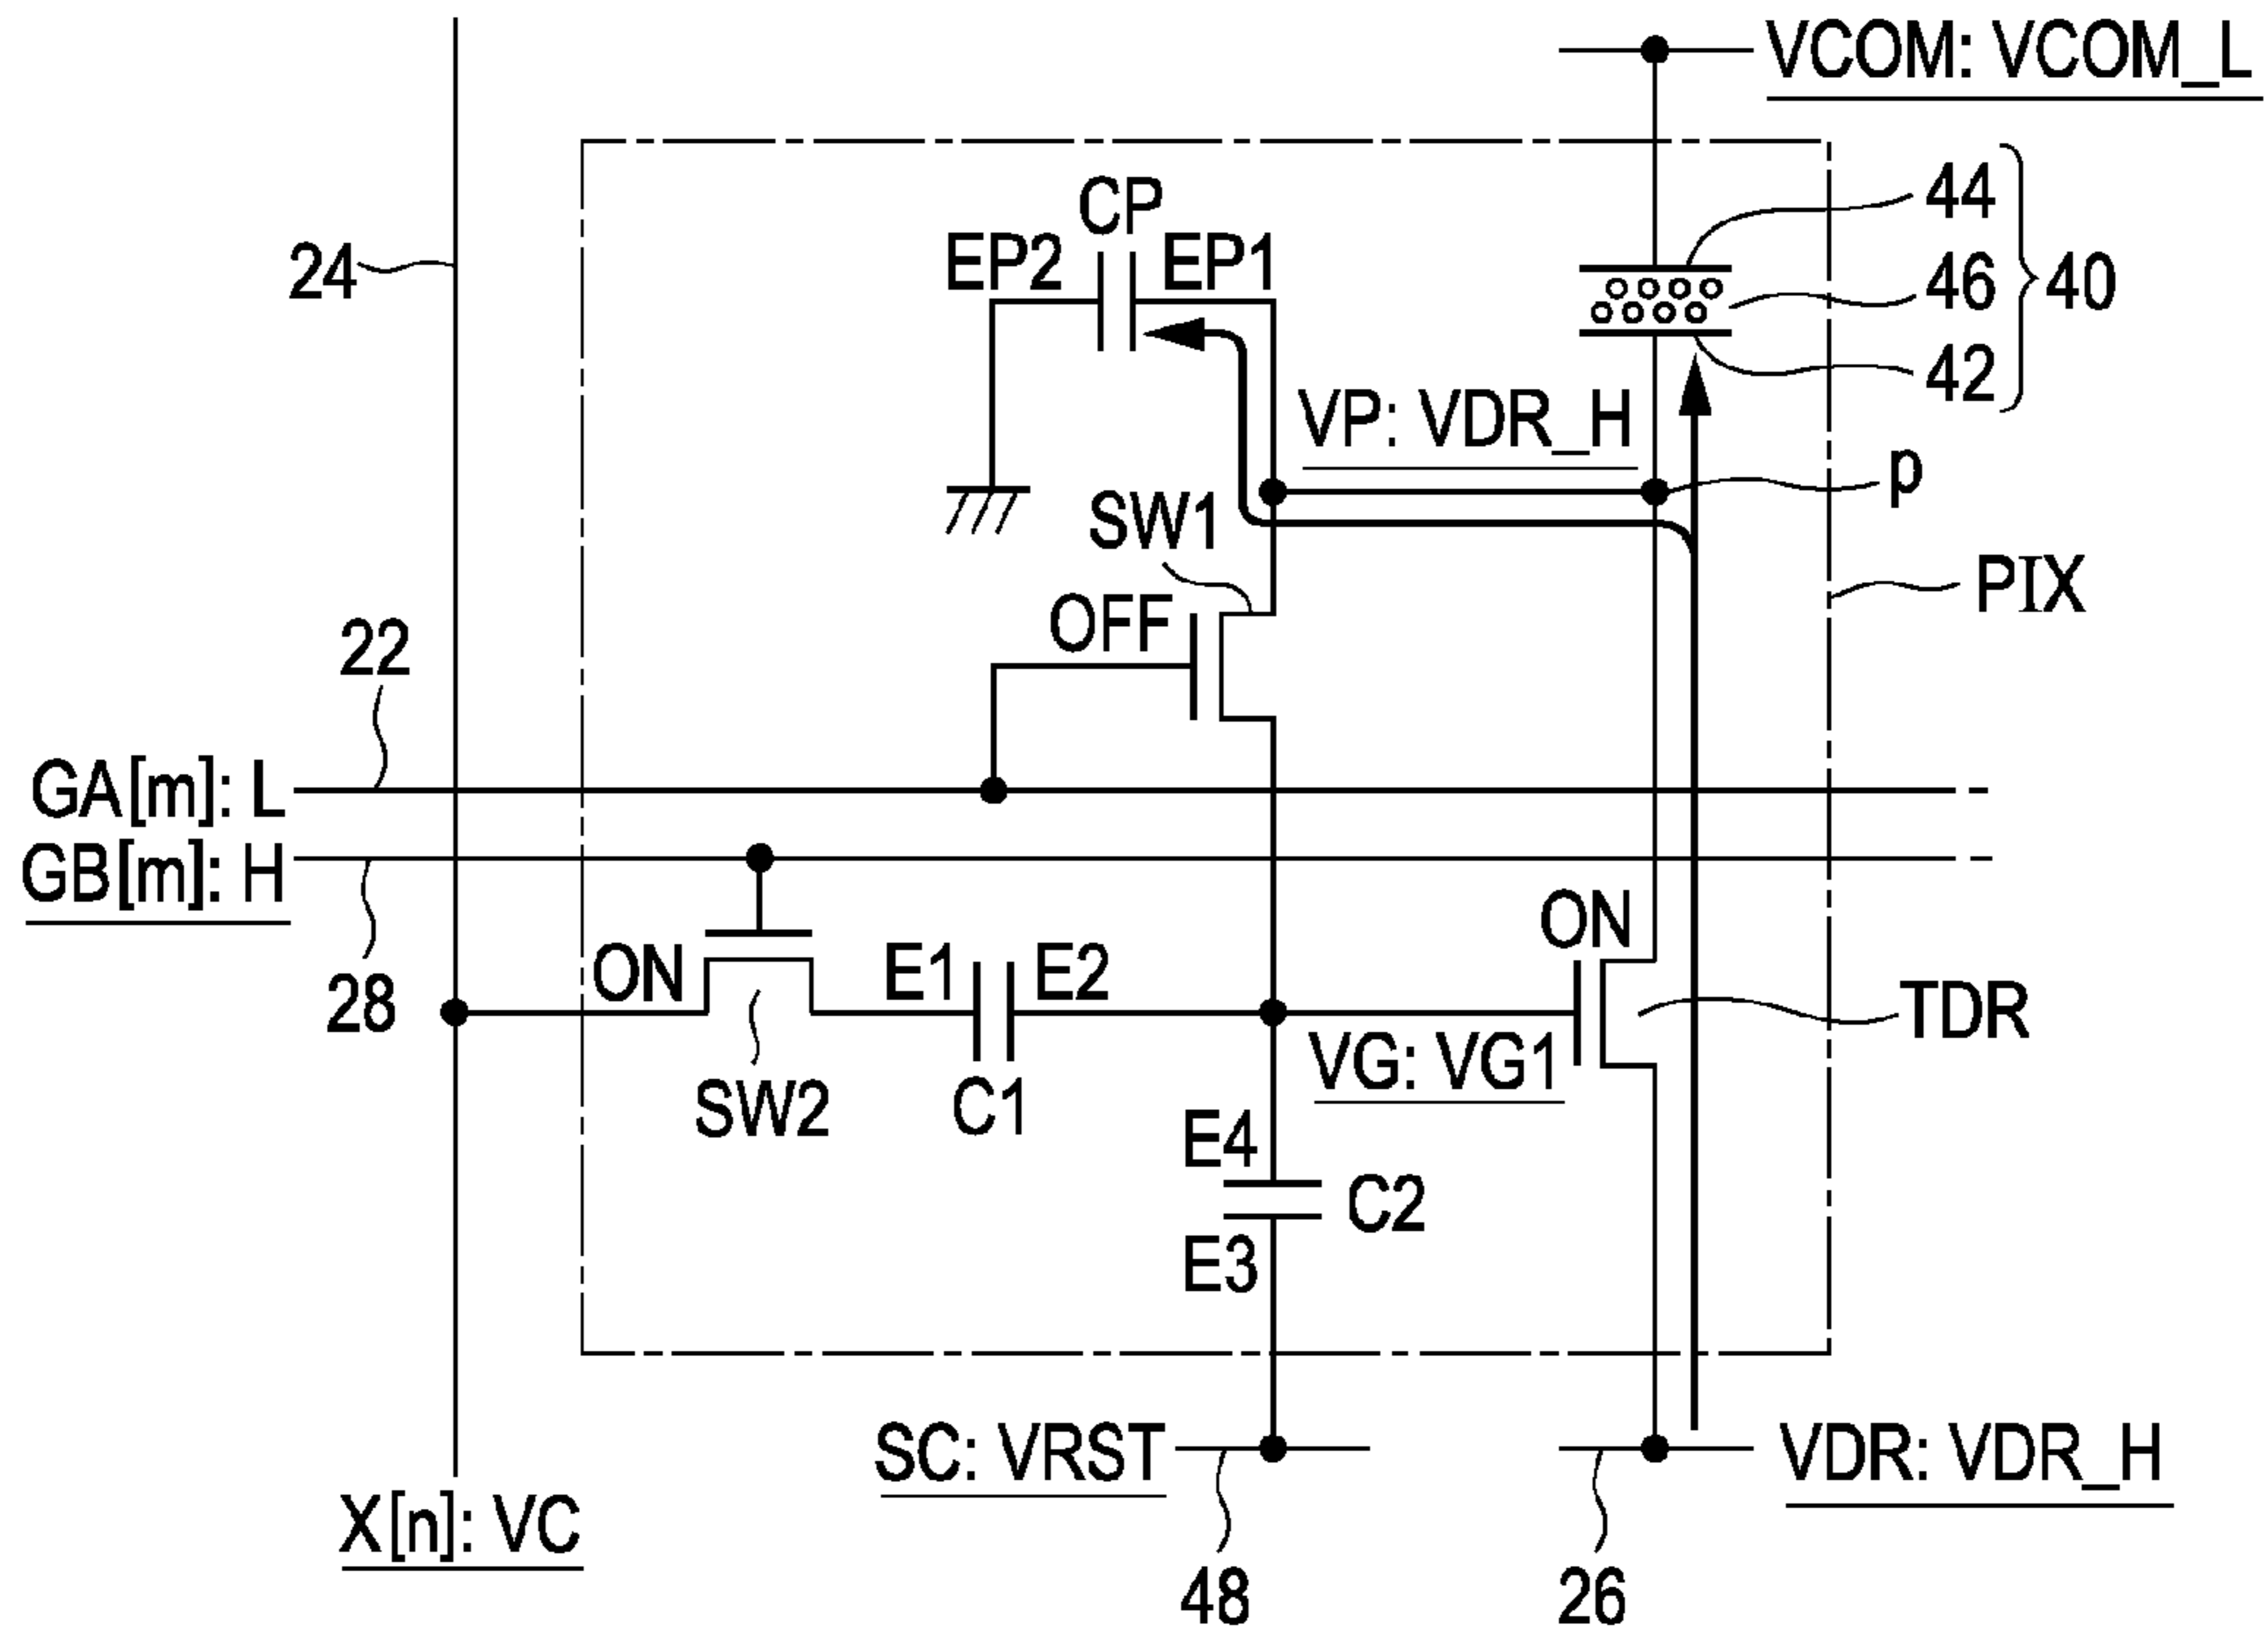 VCOM: VCOM_L
44
CP
24
EP2
EP1
46
40
42
VP: VDR_H
p
SW1
PIX
OFF
22
GA[m]: L
GB[m]: H
ON
ON
E1
E2
28
TDR
VG: VG1
SW2
C1
E4
C2
E3
SC: VRST
VDR: VDR_H
X[n]: VC
48
26